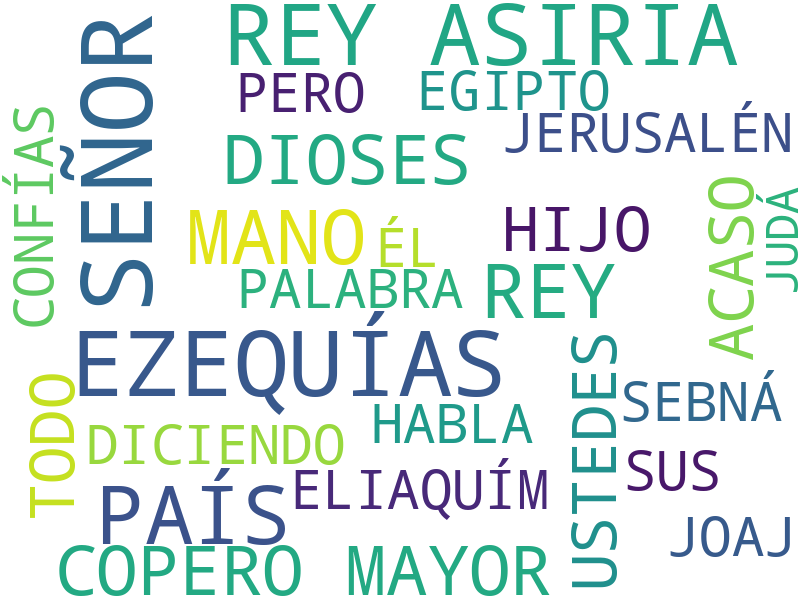 REY ASIRIA
SEÑOR
PERO
EGIPTO
CONFÍAS
JERUSALÉN
DIOSES
ACASO
JUDÁ
MANO
HIJO
ÉL
PALABRA
REY
EZEQUÍAS
USTEDES
TODO
SEBNÁ
HABLA
DICIENDO
SUS
ELIAQUÍM
PAÍS
JOAJ
COPERO MAYOR